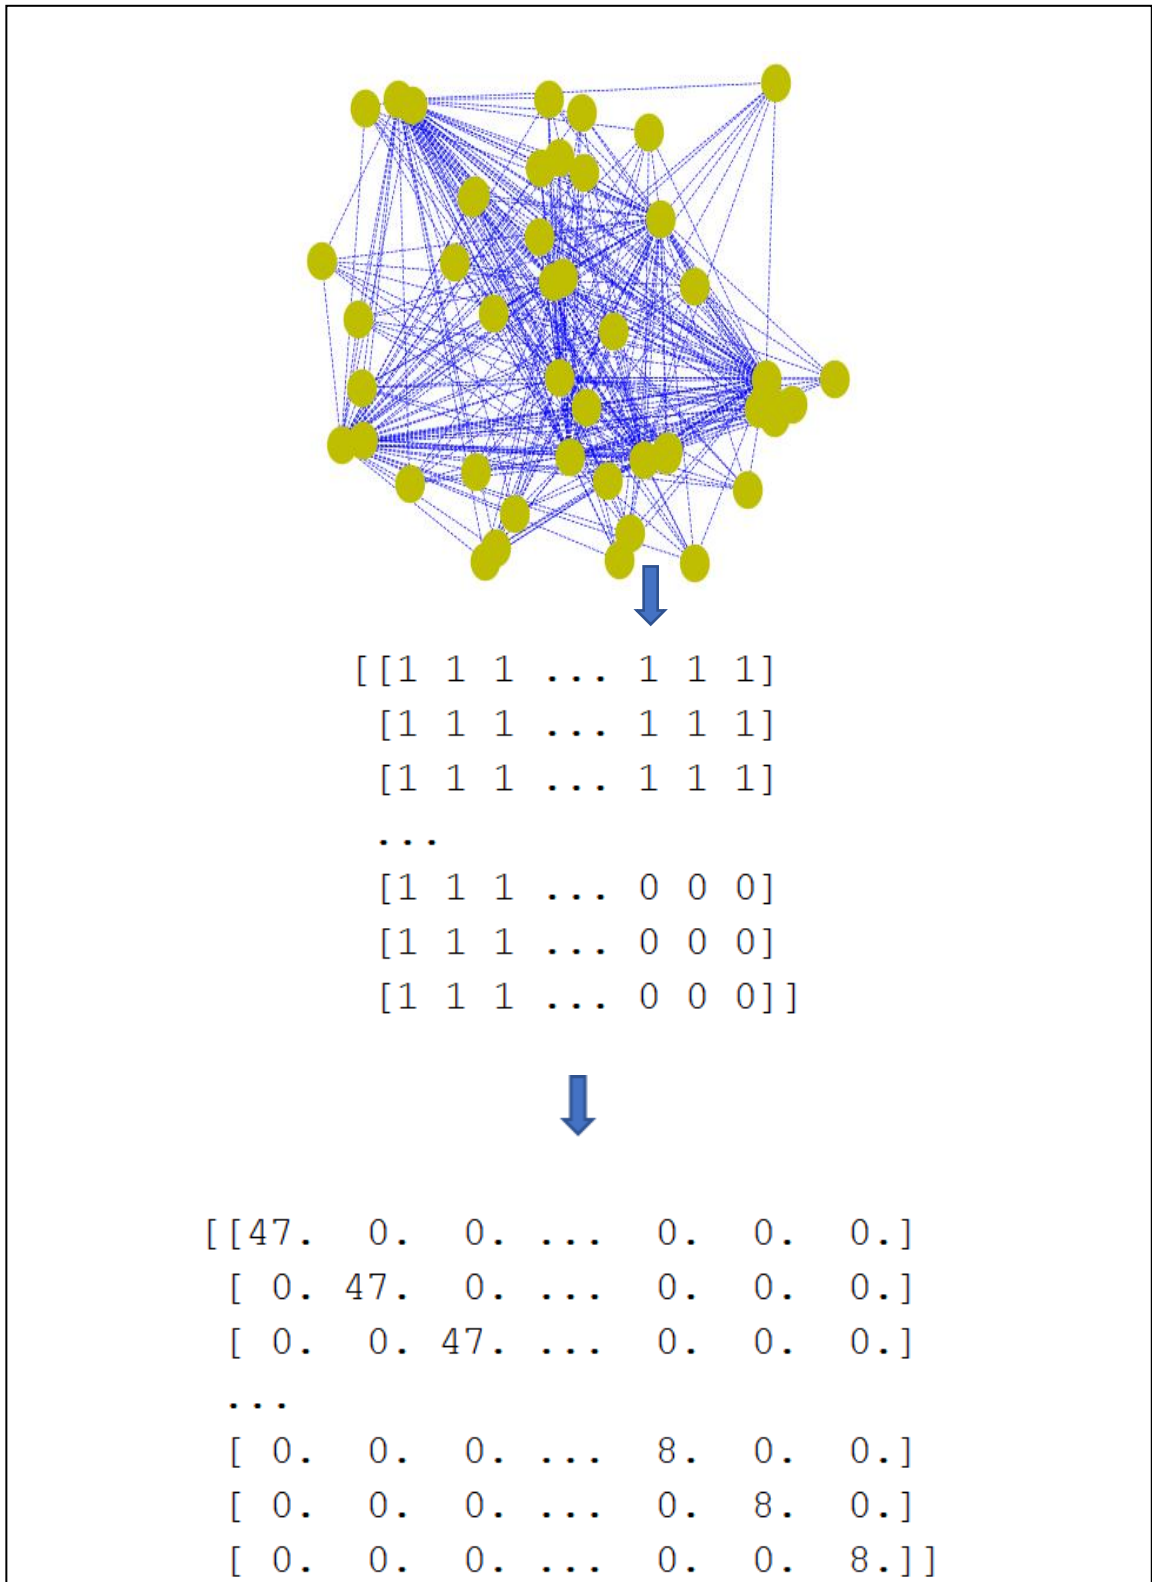 [[1 1 1 ... 1 1 1]
[1 1 1 ... 1 1 1]
[1 1 1 ... 1 1 1]
...
[1 1 1 ... 0 0 0]
[1 1 1 ... 0 0 0]
[1 1 1 ... 0 0 0]]
[[47. 0. 0. ... 0. 0. 0.]
[ 0. 47. 0. ... 0. 0. 0.]
[ 0. 0. 47. ... 0. 0. 0.]
...
[ 0. 0. 0. ... 8. 0. 0.]
[ 0. 0. 0. ... 0. 8. 0.]
[ 0. 0. 0. ... 0. 0. 8.]]